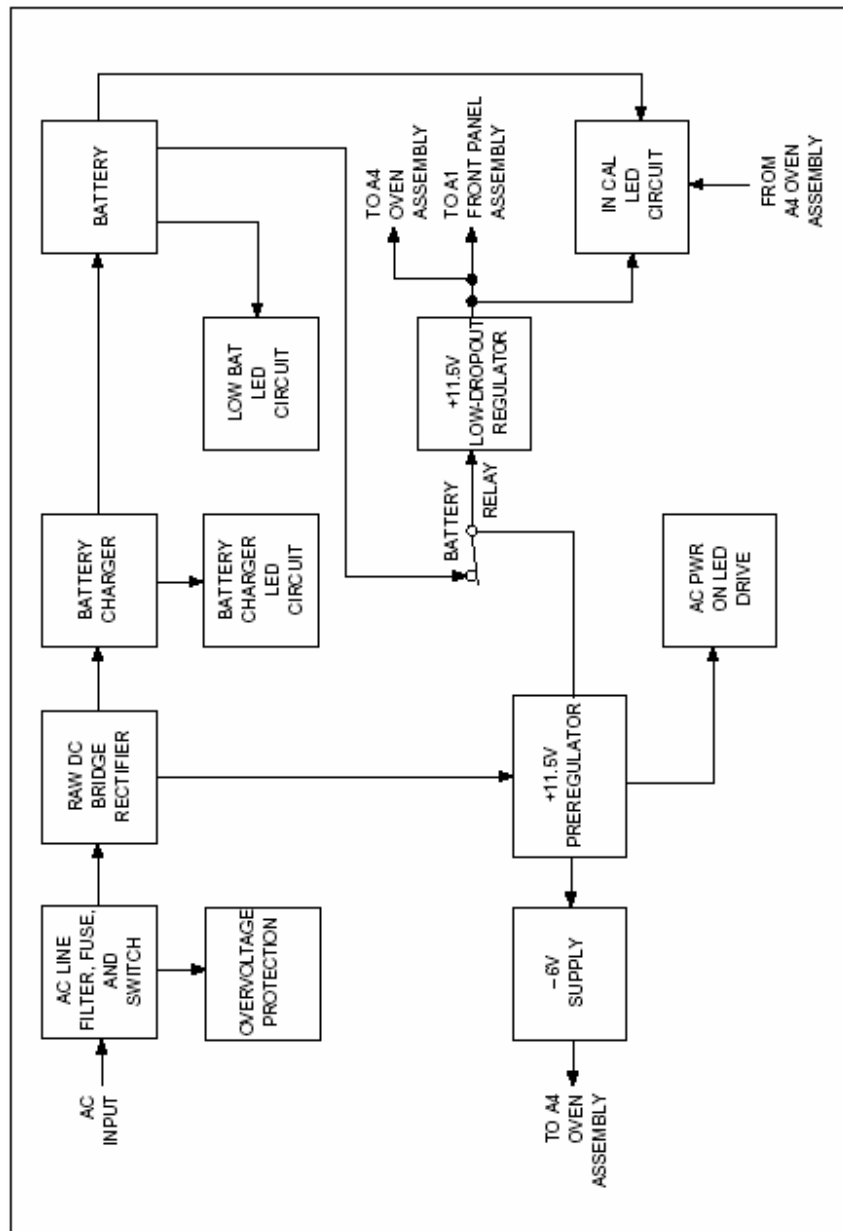 AC
INPUT
AC LINE
FILTER, FUSE,
AND
SWITCH
RAW DC
BRIDGE
RECTIFIER
BATTERY
CHARGER
BATTERY
OVERVOLTAGE
PROTECTION
BATTERY
CHARGER
LED
CIRCUIT
LOW BAT
LED
CIRCUIT
TO A4
OVEN
ASSEMBLY
TO A1
FRONT PANEL
ASSEMBLY
BATTERY
RELAY
+11.5V
LOW-DROPOUT
REGULATOR
TO A4
OVEN
ASSEMBLY
–6V
SUPPLY
+11.5V
PREREGULATOR
IN CAL
LED
CIRCUIT
AC PWR
ON LED
DRIVE
FROM
A4 OVEN
ASSEMBLY